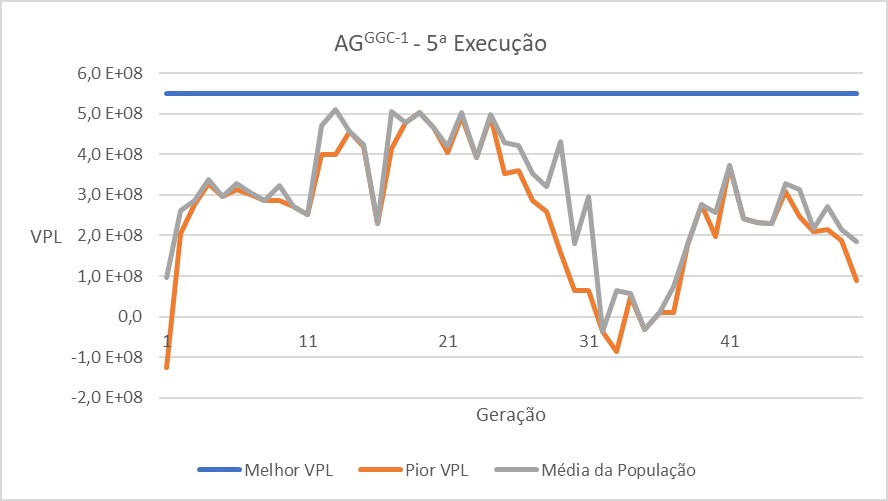 AGGGC-1 - 5ª Execução
6,0 E+08
5,0 E+08
4,0 E+08
3,0 E+08
VPL
2,0 E+08
1,0 E+08
0,0
-1,0 E+08
-2,0 E+08
1 11 21 31 41
Geração
Melhor VPL Pior VPL Média da População